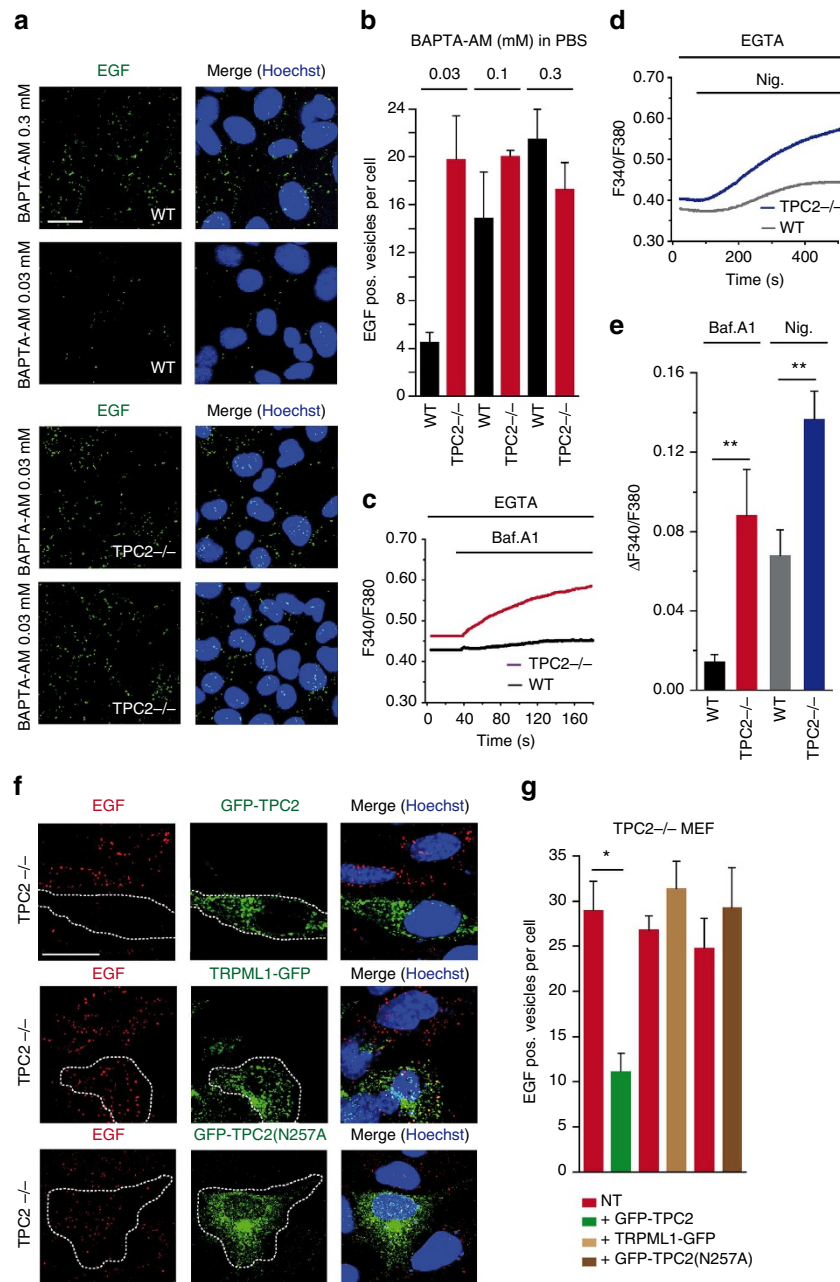 a
EGF
Merge (Hoechst)
BAPTA-AM 0.3 mM
WT
BAPTA-AM 0.03 mM
WT
EGF
Merge (Hoechst)
BAPTA-AM 0.03 mM
TPC2–/–
BAPTA-AM 0.03 mM
TPC2–/–
b
BAPTA-AM (mM) in PBS
0.03 0.1 0.3
EGF pos. vesicles per cell
24
20
16
12
8
4
0
WT TPC2–/– WT TPC2–/– WT TPC2–/–
c
EGTA
Baf.A1
F340/F380
0.70
0.60
0.50
0.40
0.30
TPC2–/–
WT
0 40 80 120 160
Time (s)
d
EGTA
Nig.
F340/F380
0.70
0.60
0.50
0.40
0.30
TPC2–/–
WT
0 200 400
Time (s)
e
Baf.A1 Nig.
**
**
ΔF340/F380
0.16
0.12
0.08
0.04
0.00
WT TPC2–/– WT TPC2–/–
f
EGF
GFP-TPC2
Merge (Hoechst)
TPC2 –/–
EGF
TRPML1-GFP
Merge (Hoechst)
TPC2 –/–
EGF
GFP-TPC2(N257A
Merge (Hoechst)
TPC2 –/–
g
TPC2–/– MEF
*
EGF pos. vesicles per cell
35
30
25
20
15
10
5
0
NT
+ GFP-TPC2
+ TRPML1-GFP
+ GFP-TPC2(N257A)